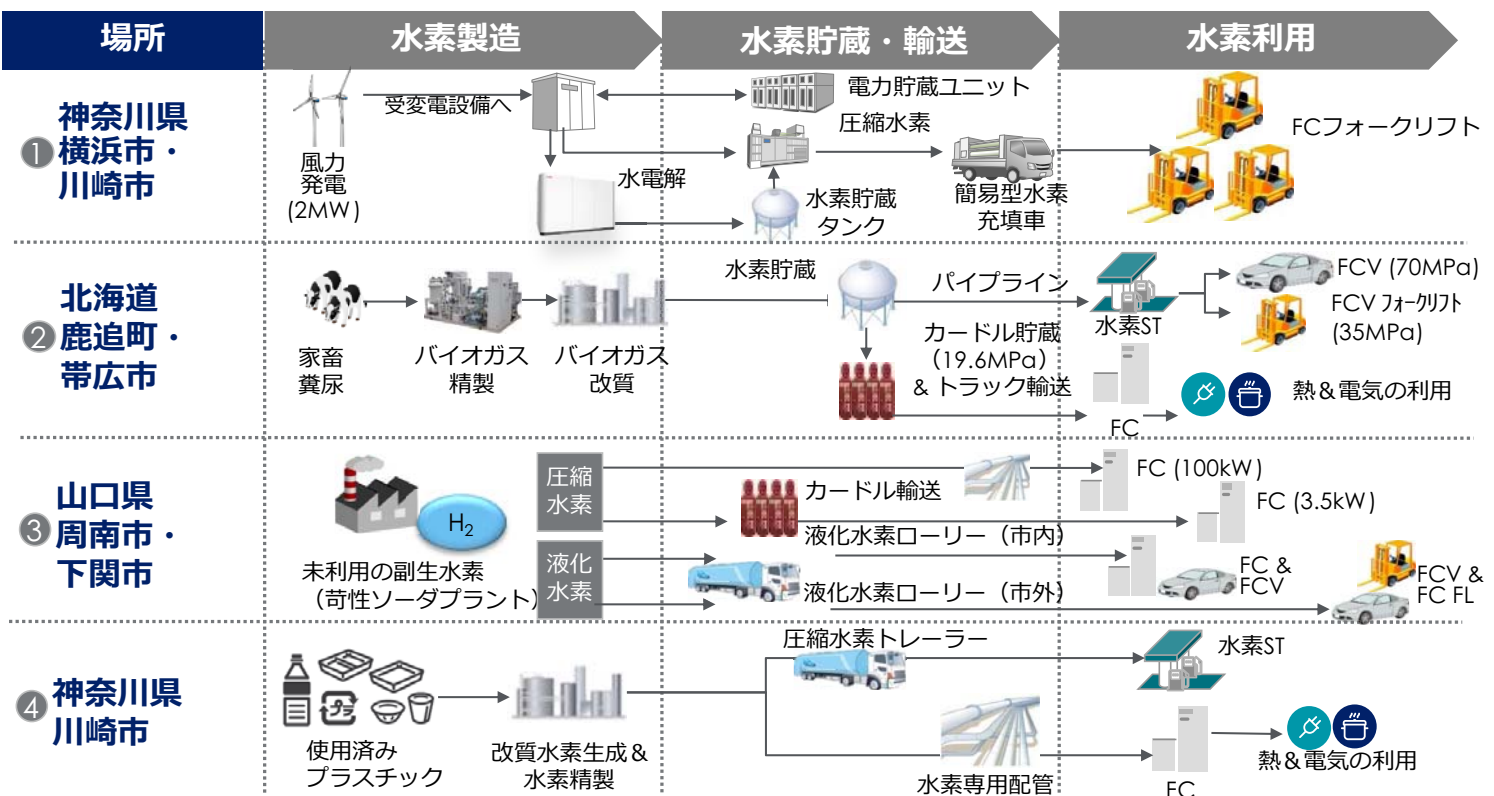 場所
水素製造
水素貯蔵・輸送
水素利用
1
神奈川県
横浜市・
川崎市
風力
発電
(2MW)
受変電設備へ
水電解
電力貯蔵ユニット
圧縮水素
水素貯蔵
タンク
簡易型水素
充填車
FCフォークリフト
2
北海道
鹿追町・
帯広市
家畜
糞尿
バイオガス
精製
バイオガス
改質
水素貯蔵
パイプライン
カードル貯蔵
(19.6MPa)
& トラック輸送
水素ST
FCV (70MPa)
FCV フォークリフト
(35MPa)
FC
熱&電気の利用
3
山口県
周南市・
下関市
H2
未利用の副生水素
(苛性ソーダプラント)
圧縮
水素
液化
水素
カードル輸送
液化水素ローリー(市内)
液化水素ローリー(市外)
FC (100kW)
FC (3.5kW)
FC &
FCV
FCV &
FC FL
4
神奈川県
川崎市
プラ
使用済み
プラスチック
改質水素生成&
水素精製
圧縮水素トレーラー
水素専用配管
水素ST
FC
熱&電気の利用